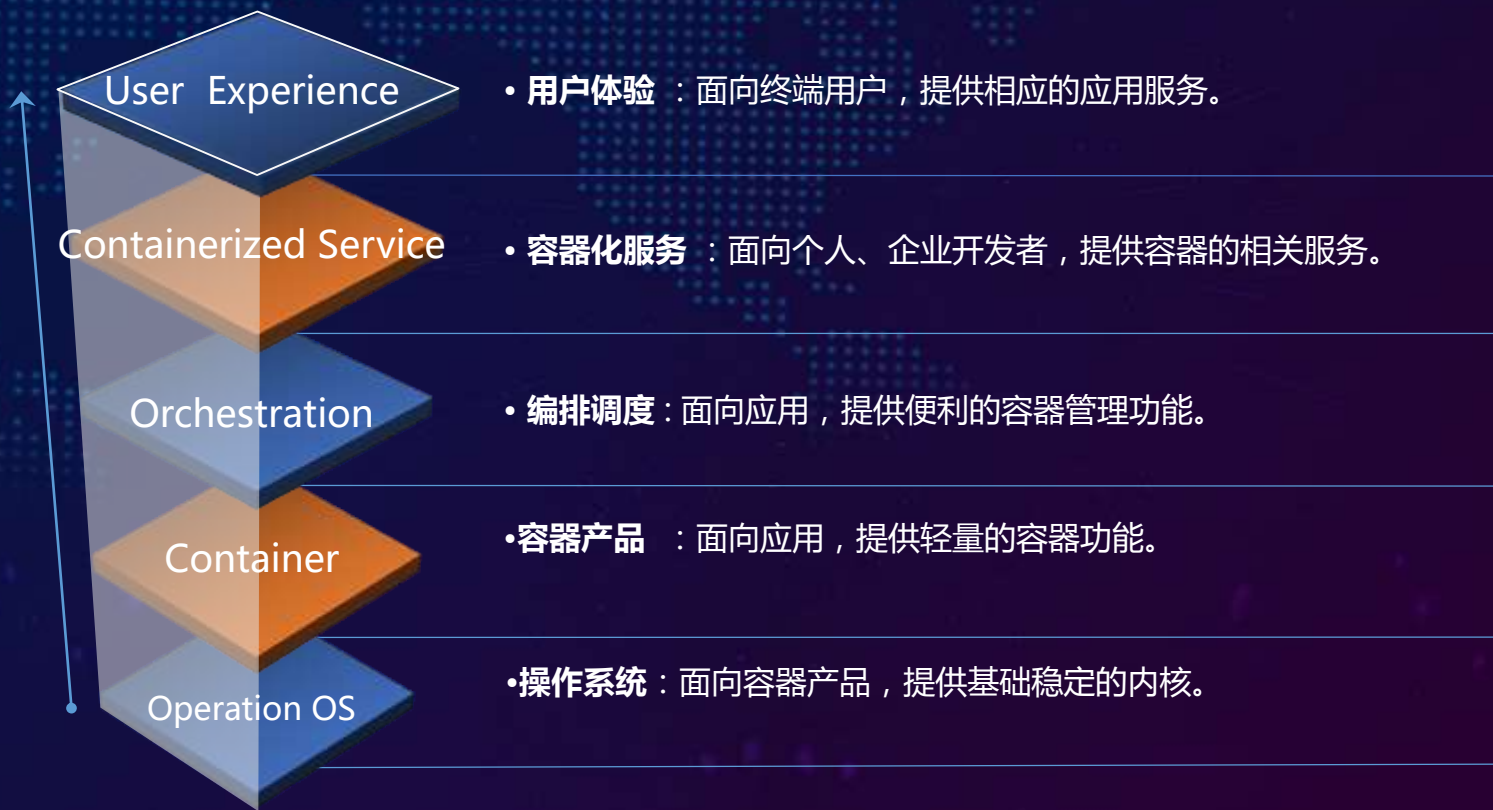 User Experience
• 用户体验 ：面向终端用户，提供相应的应用服务。
Containerized Service
• 容器化服务 ：面向个人、企业开发者，提供容器的相关服务。
Orchestration
• 编排调度：面向应用，提供便利的容器管理功能。
Container
•容器产品 ：面向应用，提供轻量的容器功能。
Operation OS
•操作系统：面向容器产品，提供基础稳定的内核。